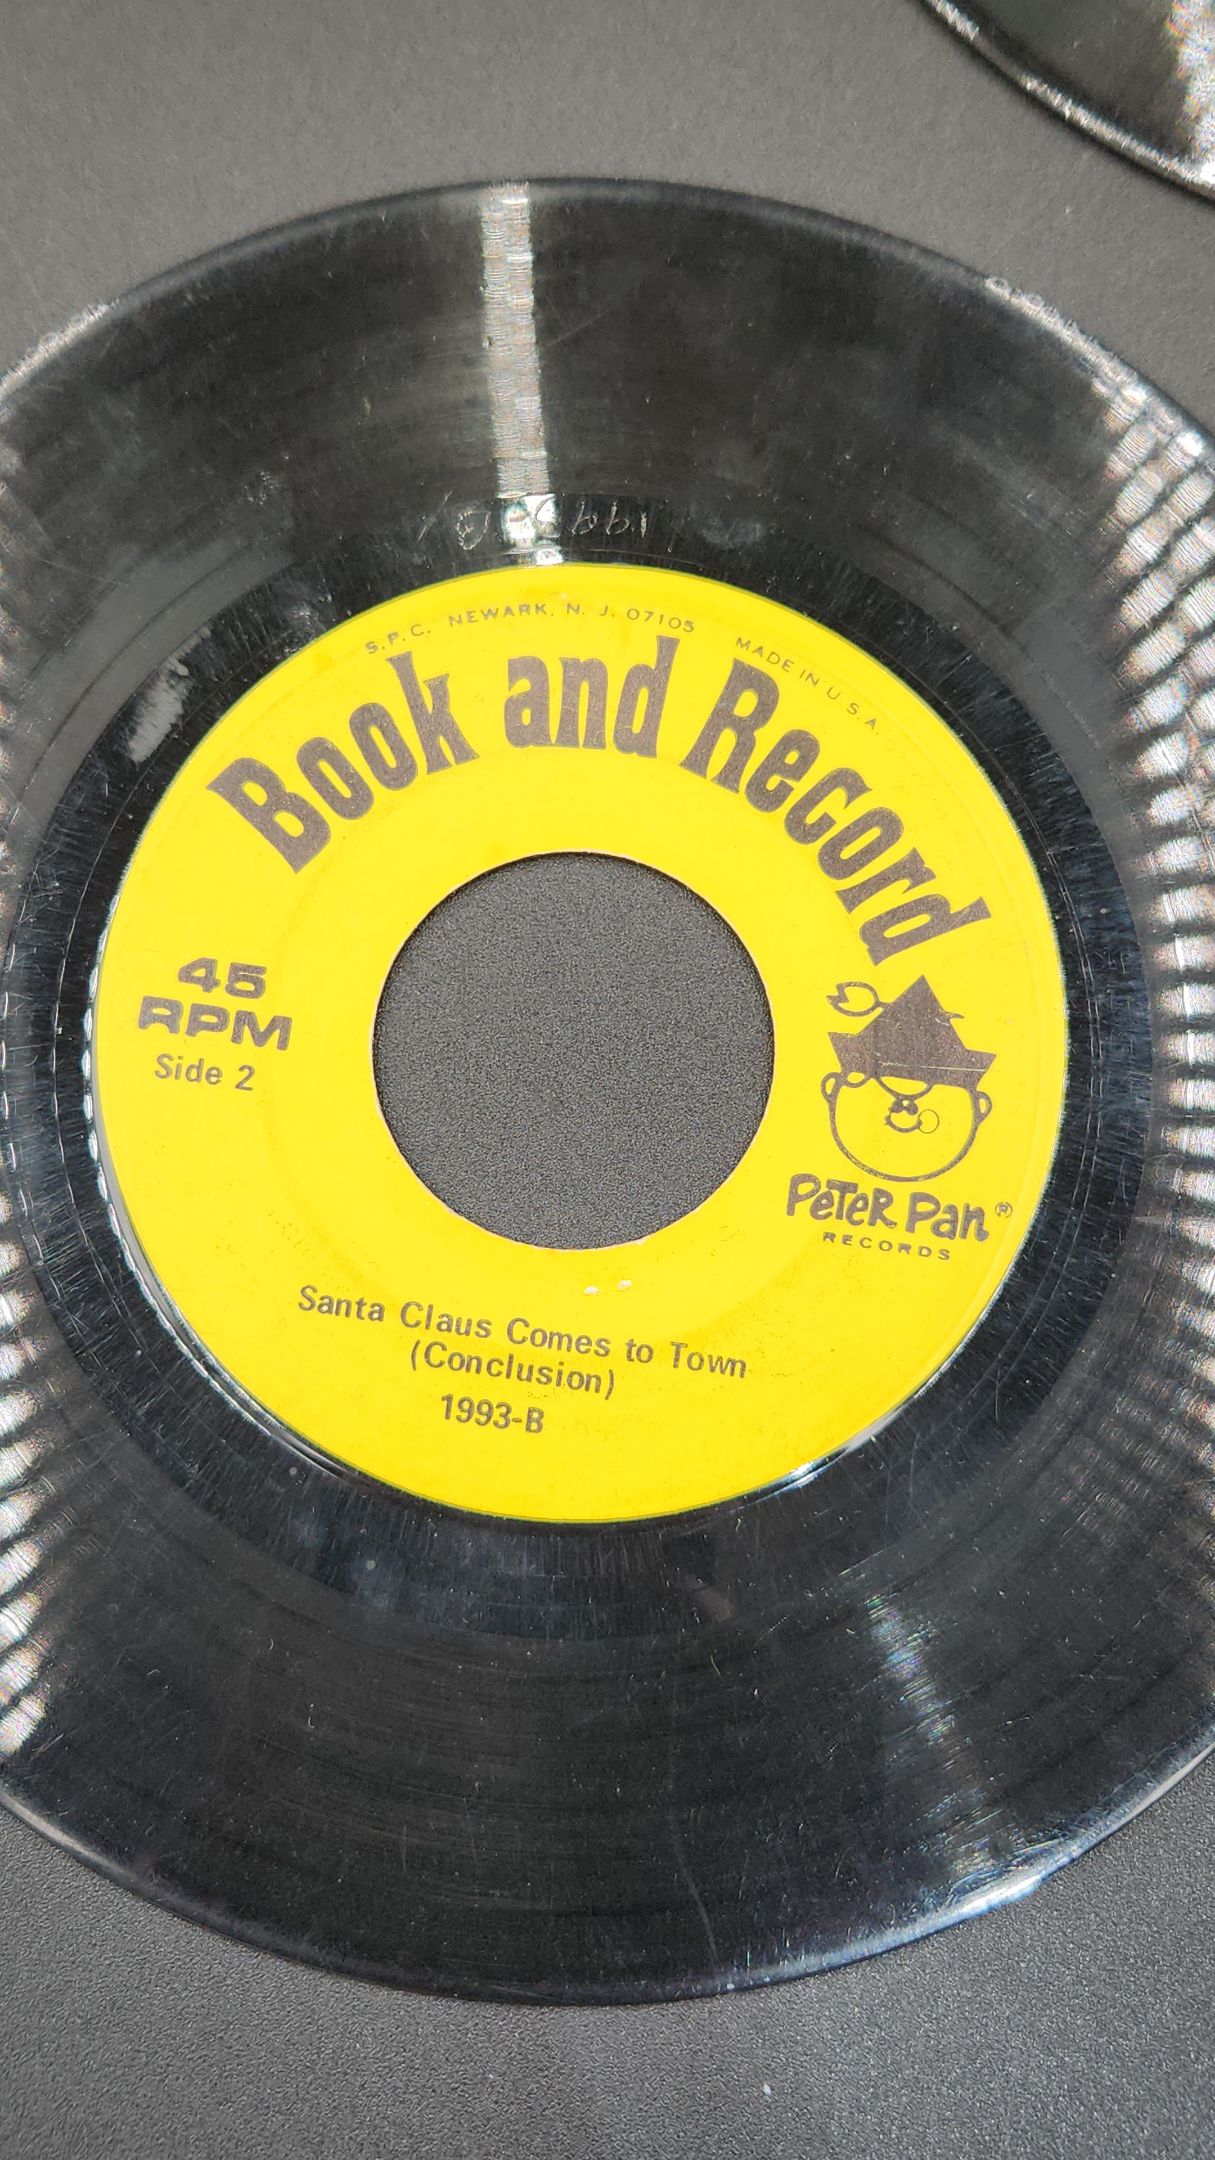 S.P.C. NEWARK, N. J. 07105 MADE IN U.S.A.
Book and Record
45
RPM
Side 2
PeTeR Pan®
RECORDS
Santa Claus Comes to Town
(Conclusion)
1993-B